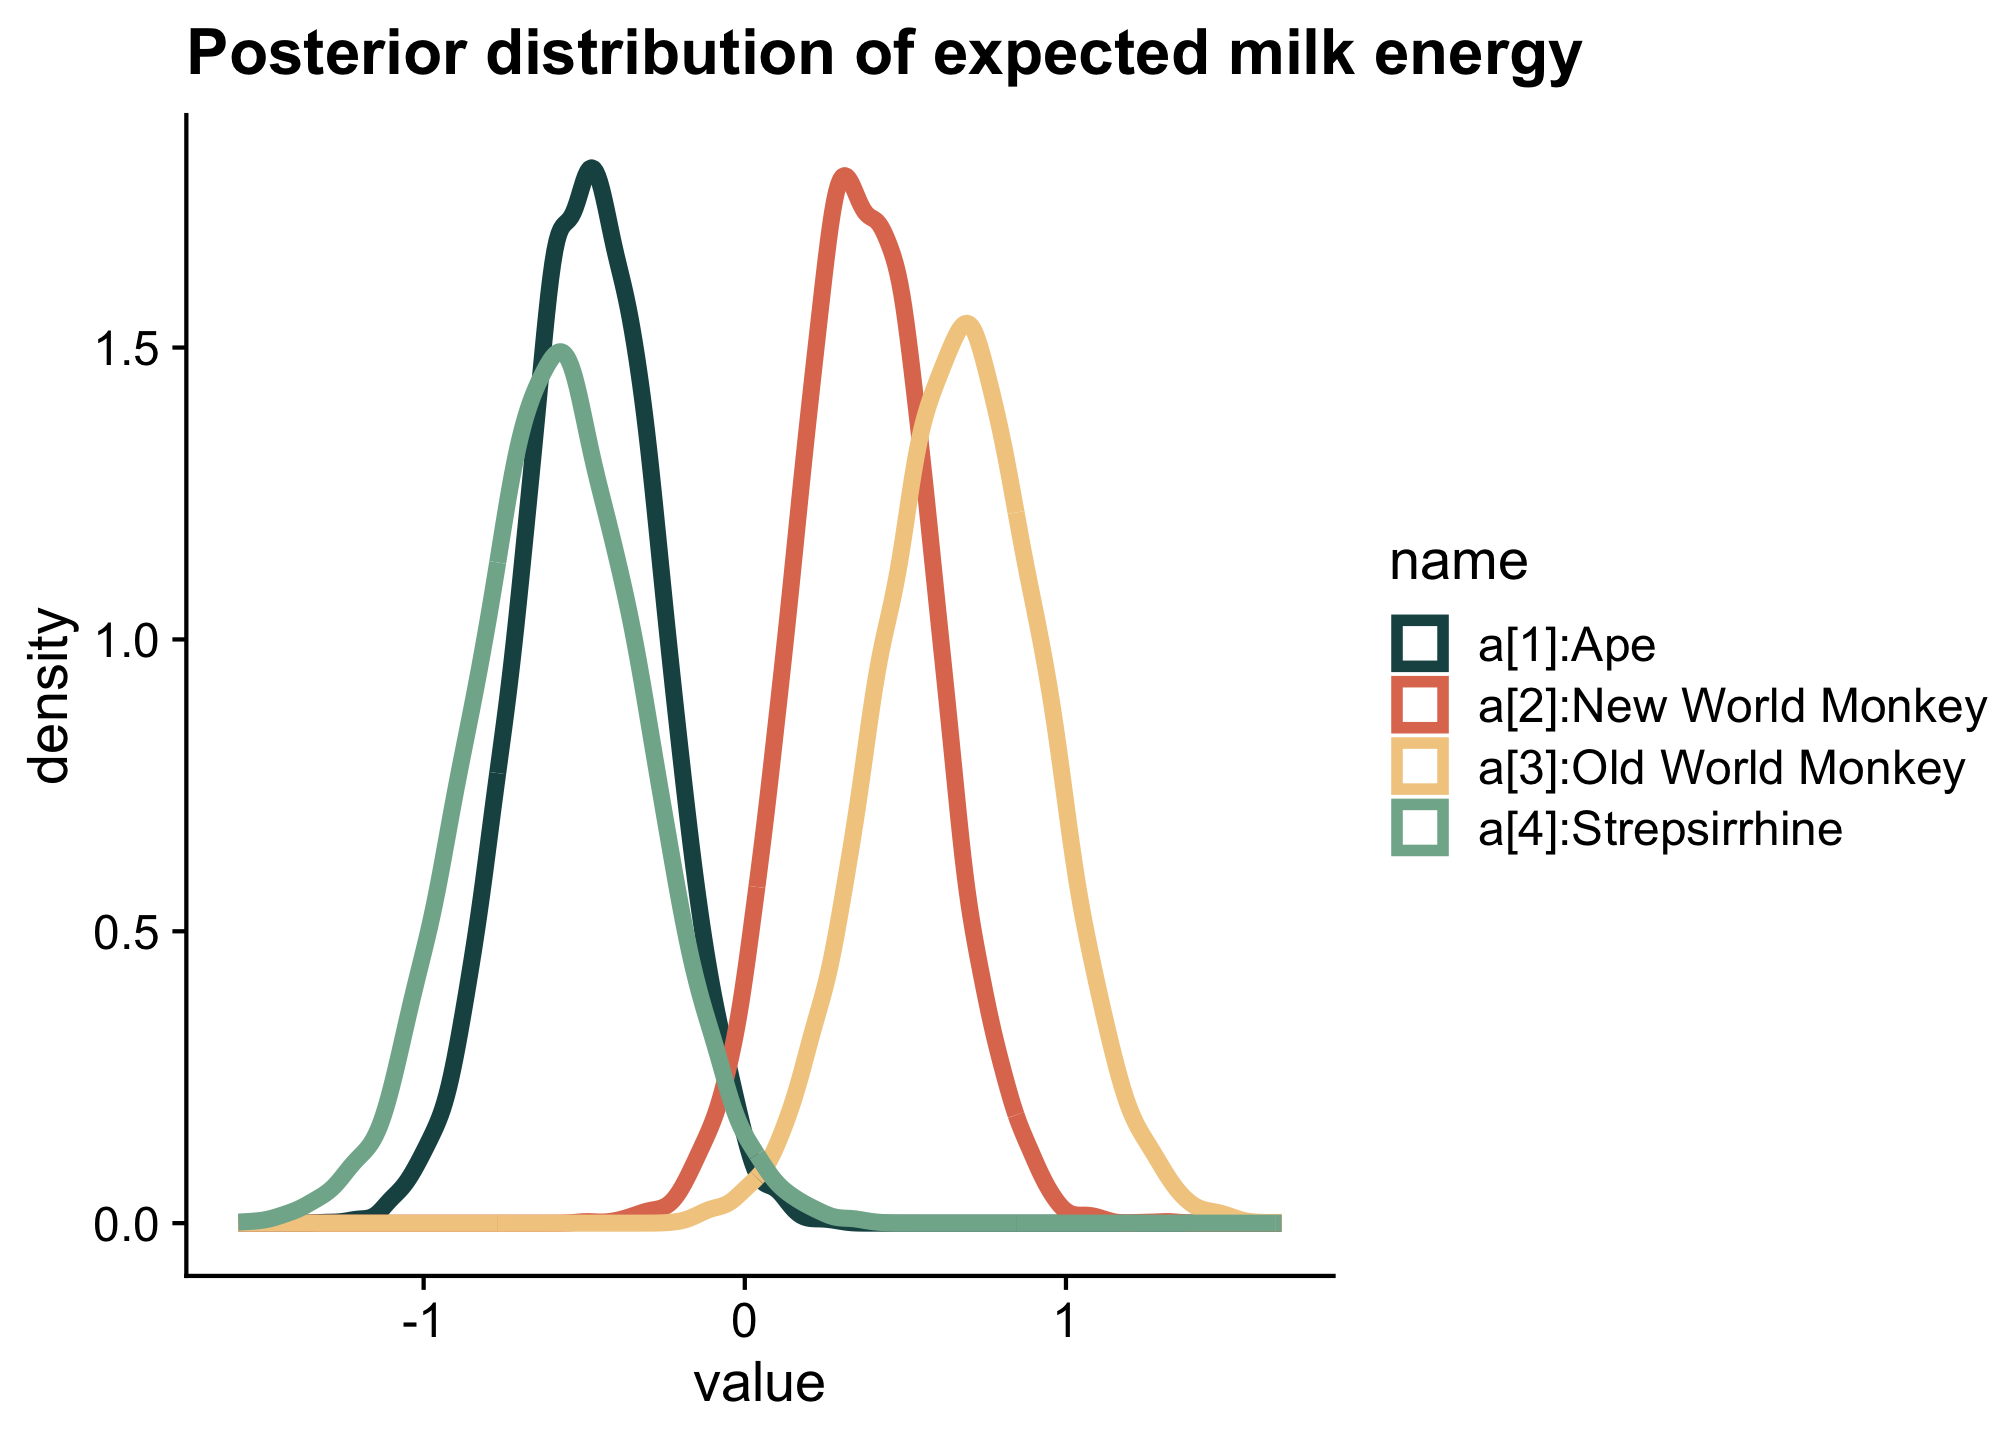 Posterior distribution of expected milk energy
density
1.5
1.0
0.5
0.0
-1 0 1
value
name
a[1]:Ape
a[2]:New World Monkey
a[3]:Old World Monkey
a[4]:Strepsirrhine